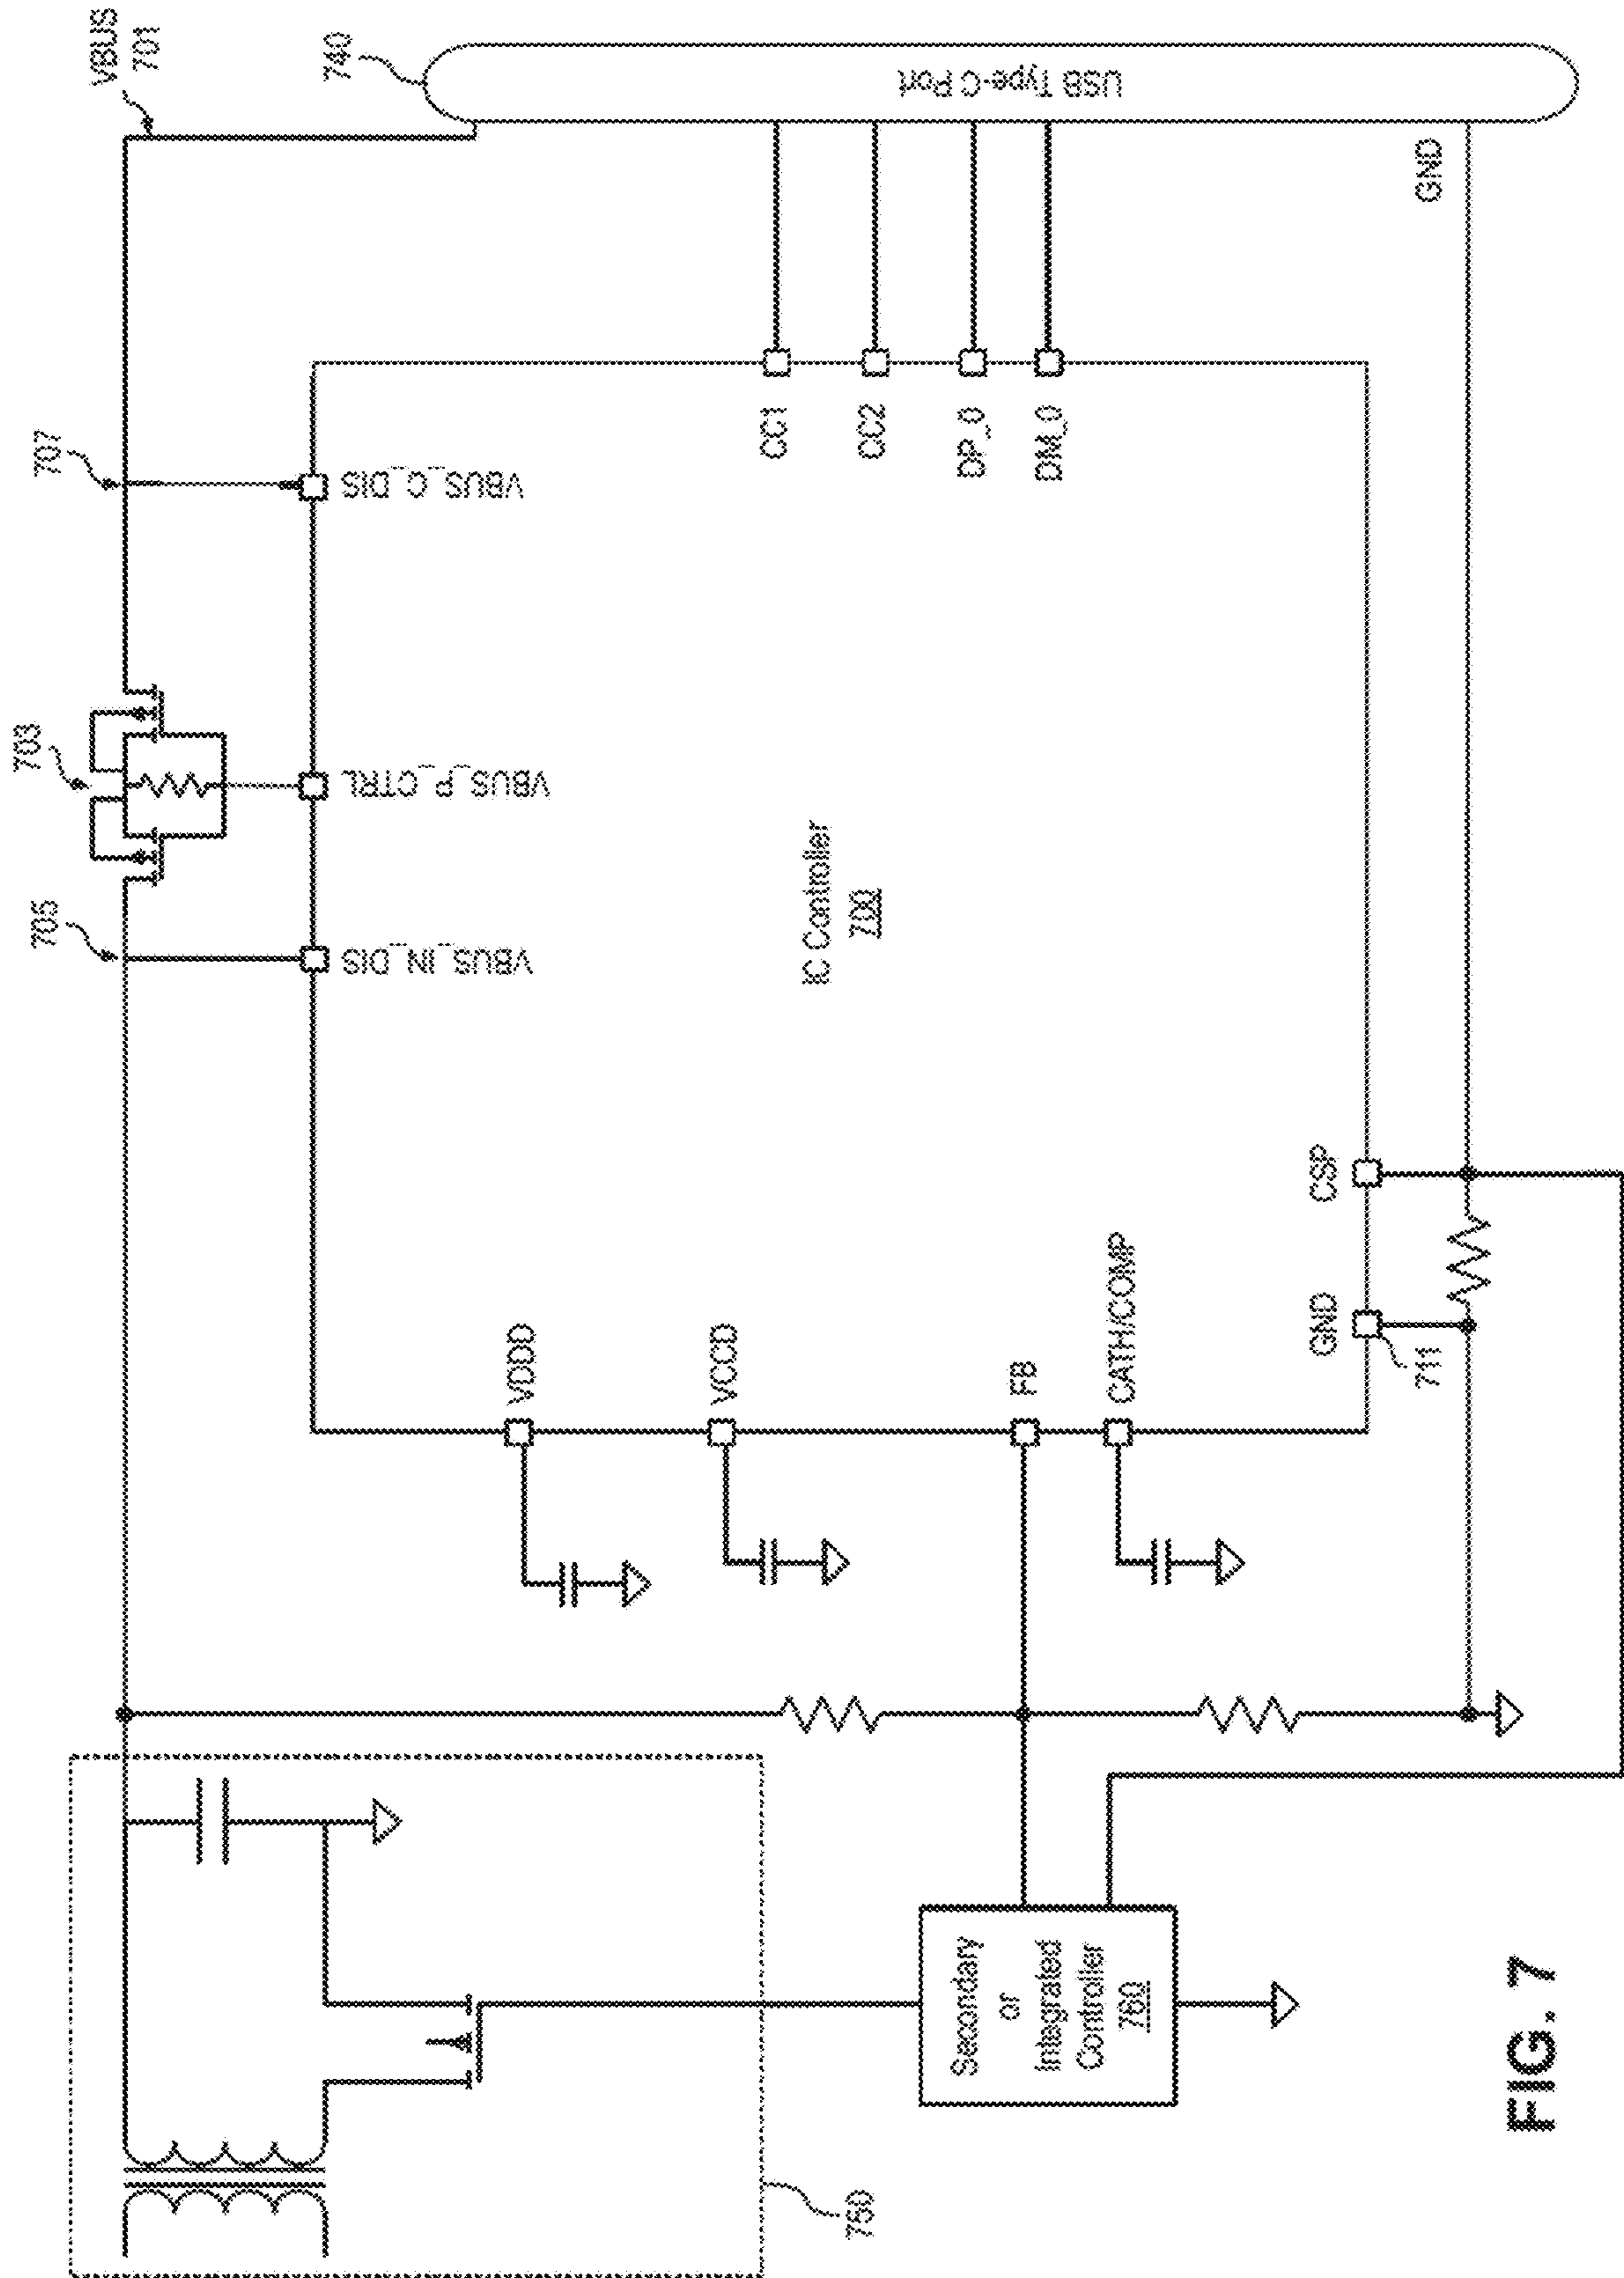 VBUS
701
740
USB Type-C Port
707
703
705
VBUS_C_DIS
VBUS_P_CTRL
VBUS_IN_DIS
CC1
CC2
DP_0
DM_0
GND
IC Controller
700
VDDD
VCCD
FB
CATH/COMP
GND
CSP
711
Secondary
or
Integrated
Controller
760
750
FIG. 7